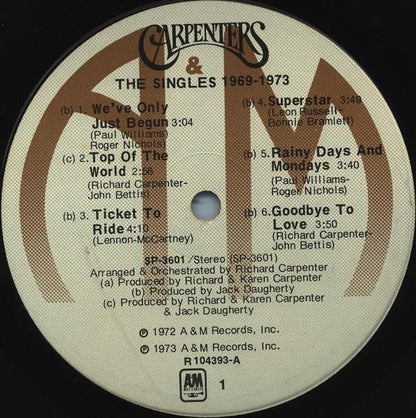 CARPENTERS
&
THE SINGLES 1969-1973
(b) 1. We've Only
Just Begun 3:04
(Paul Williams-
Roger Nichols)
(c) 2. Top Of The
World 2:56
(Richard Carpenter-
John Bettis)
(b) 3. Ticket To
Ride 4:10
(Lennon-McCartney)
(b) 4. Superstar 3:49
(Leon Russell-
Bonnie Bramlett)
(b) 5. Rainy Days And
Mondays 3:40
(Paul Williams-
Roger Nichols)
(b) 6. Goodbye To
Love 3:50
(Richard Carpenter-
John Bettis)
SP-3601/Stereo (SP-3601)
Arranged & Orchestrated by Richard Carpenter
(a) Produced by Richard & Karen Carpenter
(b) Produced by Jack Daugherty
(c) Produced by Richard & Karen Carpenter
& Jack Daugherty
℗ 1972 A & M Records, Inc.
℗ 1973 A & M Records, Inc.
R 104393-A
A&M
RECORDS
1